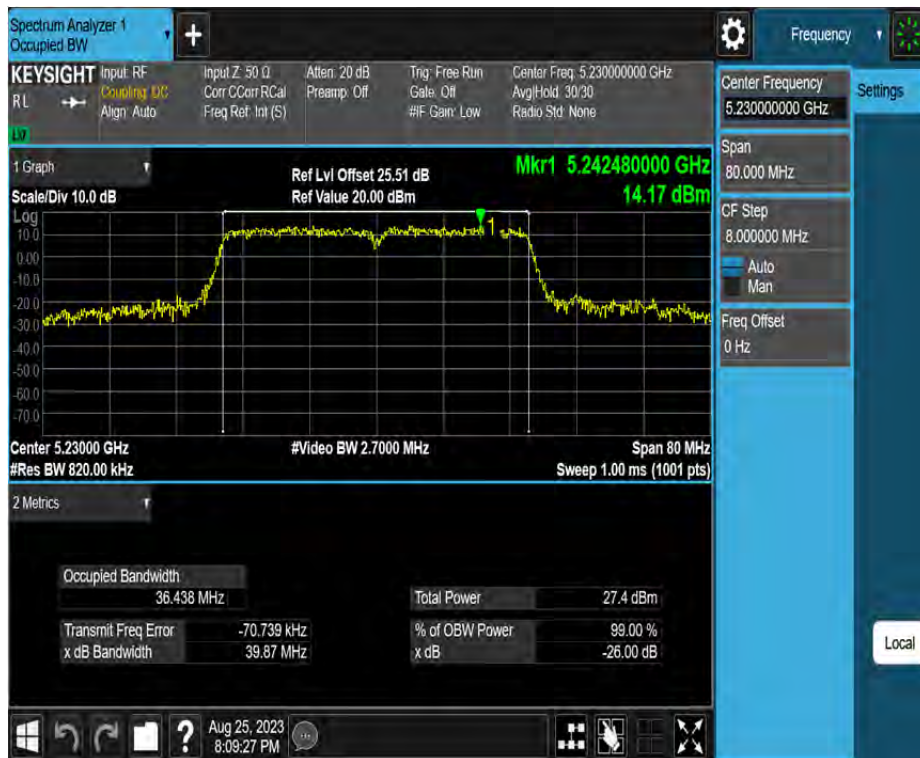 Spectrum Analyzer 1
Occupied BW
+
Frequency
KEYSIGHT
RL
LXI
Input: RF
Coupling: DC
Align: Auto
Input Z: 50 Ω
Corr CCorr RCal
Freq Ref: Int (S)
Atten: 20 dB
Preamp: Off
Trig: Free Run
Gate: Off
#IF Gain: Low
Center Freq: 5.230000000 GHz
Avg|Hold: 30/30
Radio Std: None
Center Frequency
5.230000000 GHz
Settings
Span
80.000 MHz
CF Step
8.000000 MHz
Auto
Man
Freq Offset
0 Hz
1 Graph
Scale/Div 10.0 dB
Ref Lvl Offset 25.51 dB
Ref Value 20.00 dBm
Mkr1 5.242480000 GHz
14.17 dBm
Log
10.0
0.00
-10.0
-20.0
-30.0
-40.0
-50.0
-60.0
-70.0
1
Center 5.23000 GHz
#Res BW 820.00 kHz
#Video BW 2.7000 MHz
Span 80 MHz
Sweep 1.00 ms (1001 pts)
2 Metrics
Occupied Bandwidth
36.438 MHz
Total Power 27.4 dBm
Transmit Freq Error -70.739 kHz
% of OBW Power 99.00 %
x dB Bandwidth 39.87 MHz
x dB -26.00 dB
Local
?
Aug 25, 2023
8:09:27 PM